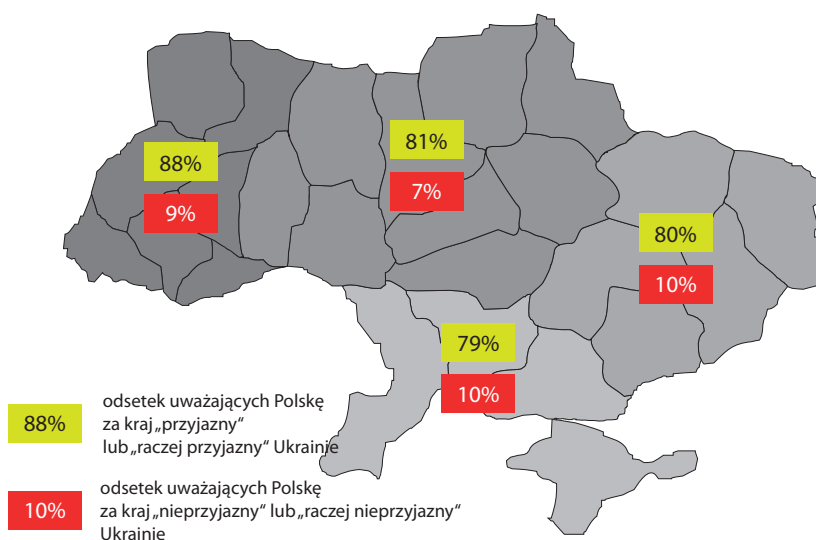 81%
88%
7%
9%
80%
10%
79%
10%
88%
odsetek uważających Polskę
za kraj „przyjazny“
lub „raczej przyjazny“ Ukrainie
10%
odsetek uważających Polskę
za kraj „nieprzyjazny“ lub „raczej nieprzyjazny“
Ukrainie